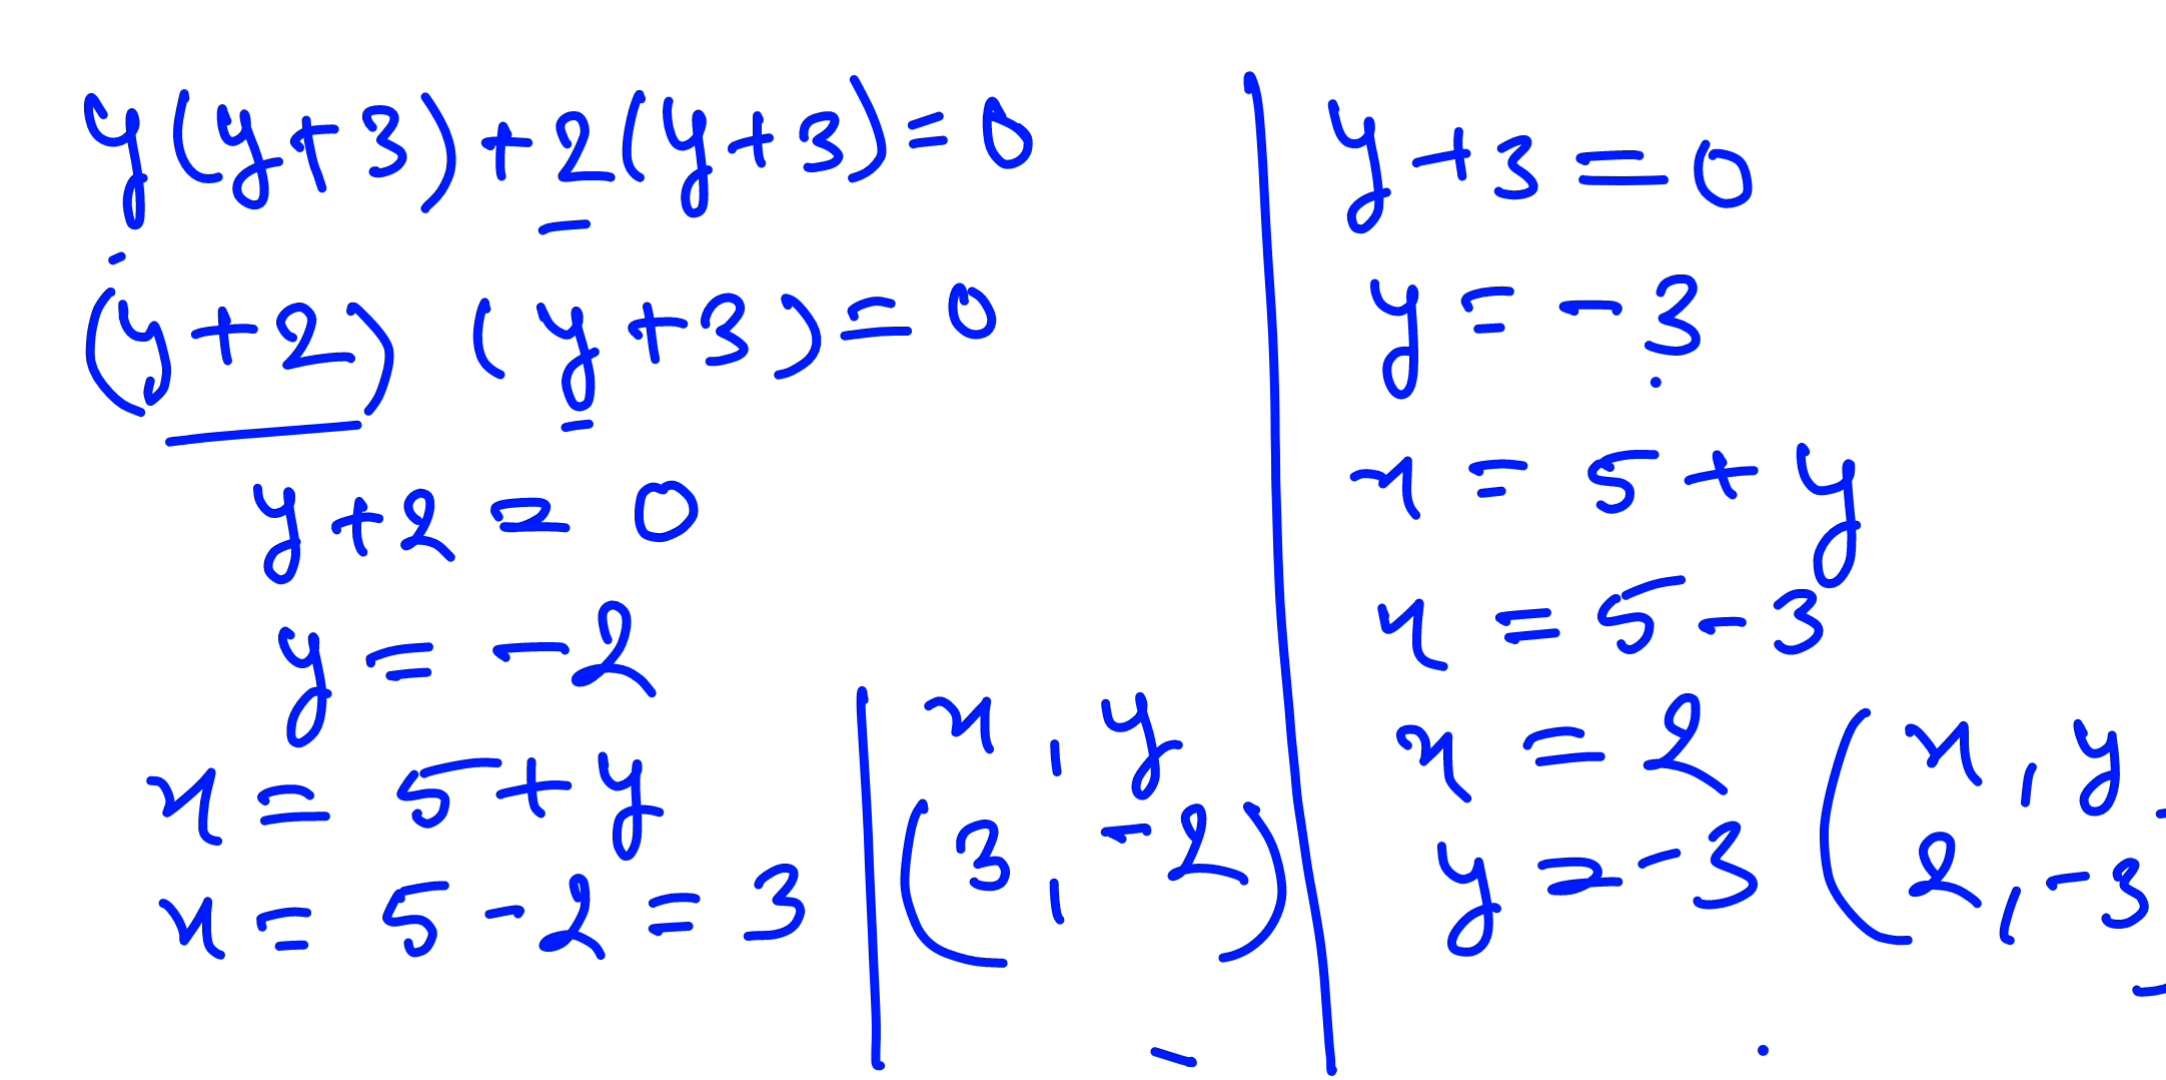 y(y+3)+2(y+3)=0
(y+2) (y+3)=0
y+2=0
y=-2
x=5+y
x=5-2=3
x, y
(3, -2)
y+3=0
y=-3
x=5+y
x=5-3
x=2
y=-3
(x, y
2, -3